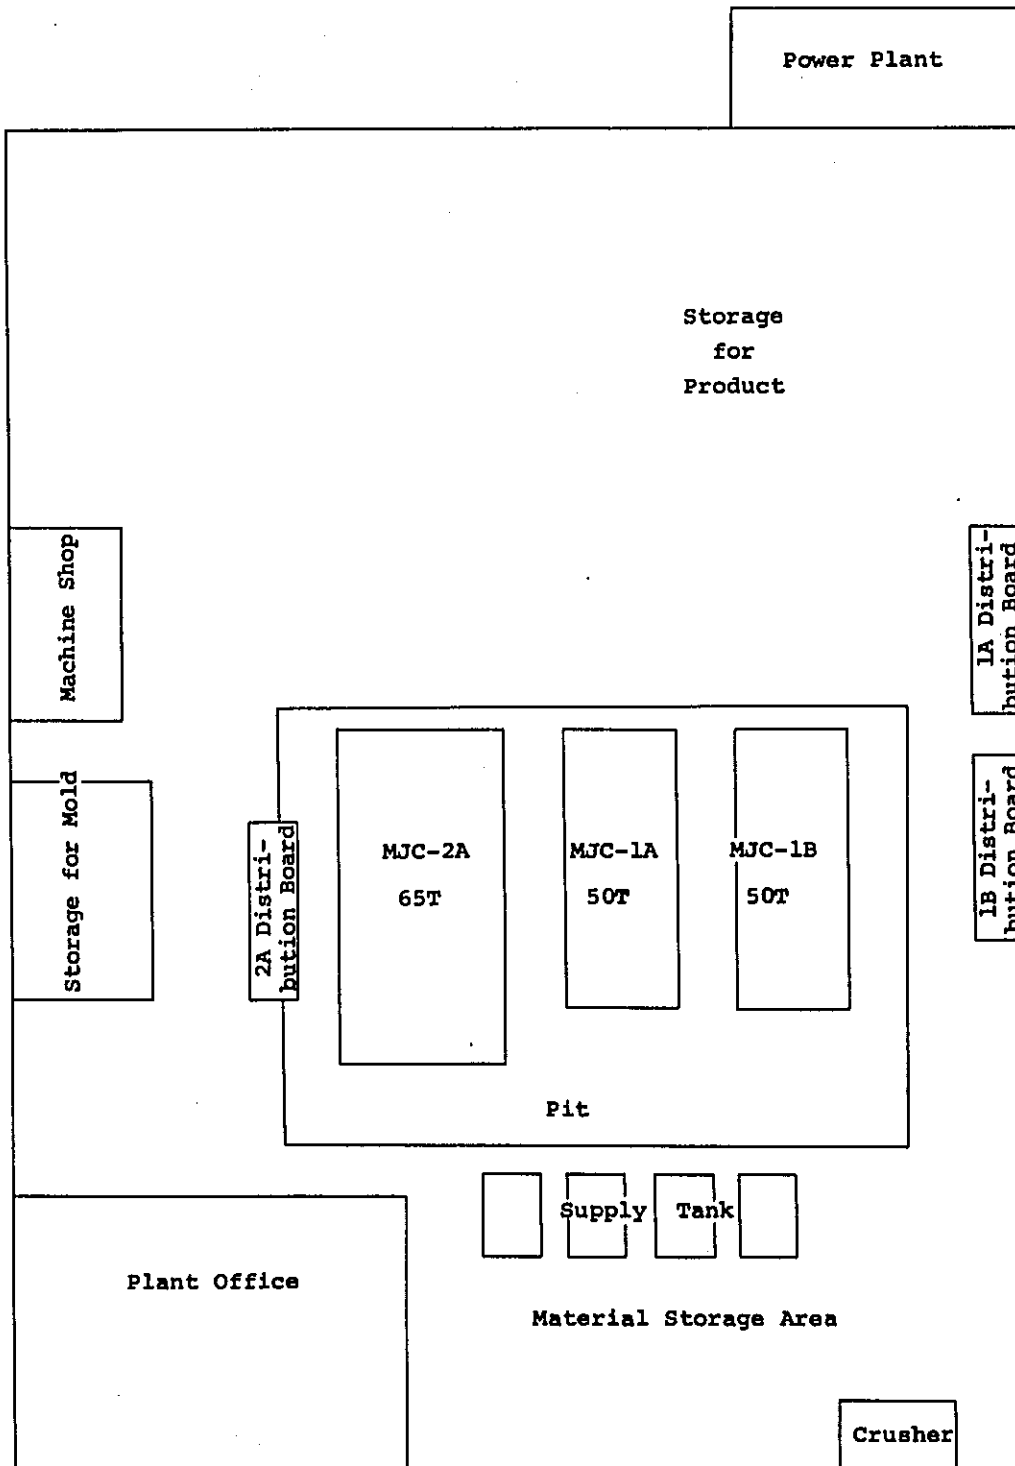 Power Plant
Storage
for
Product
Machine Shop
1A Distri-
bution Board
Storage for Mold
2A Distri-
bution Board
MJC-2A
65T
MJC-1A
50T
MJC-1B
50T
1B Distri-
bution Board
Pit
Supply Tank
Plant Office
Material Storage Area
Crusher